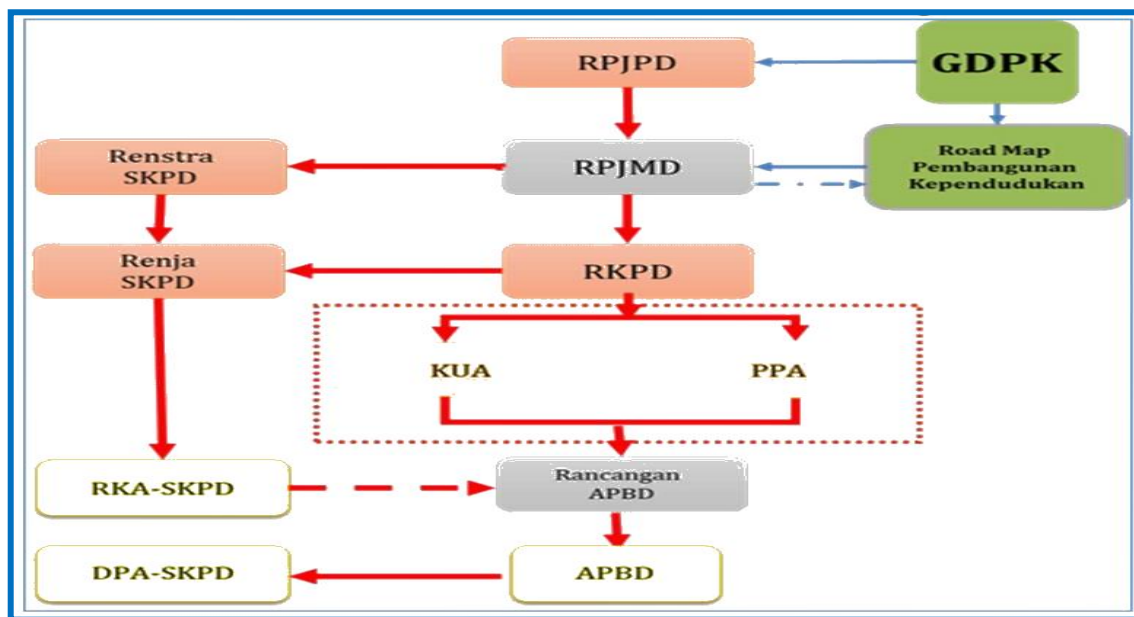 RPJPD
GDPK
Renstra
SKPD
RPJMD
Road Map
Pembangunan
Kependudukan
Renja
SKPD
RKPD
KUA
PPA
RKA-SKPD
Rancangan
APBD
DPA-SKPD
APBD